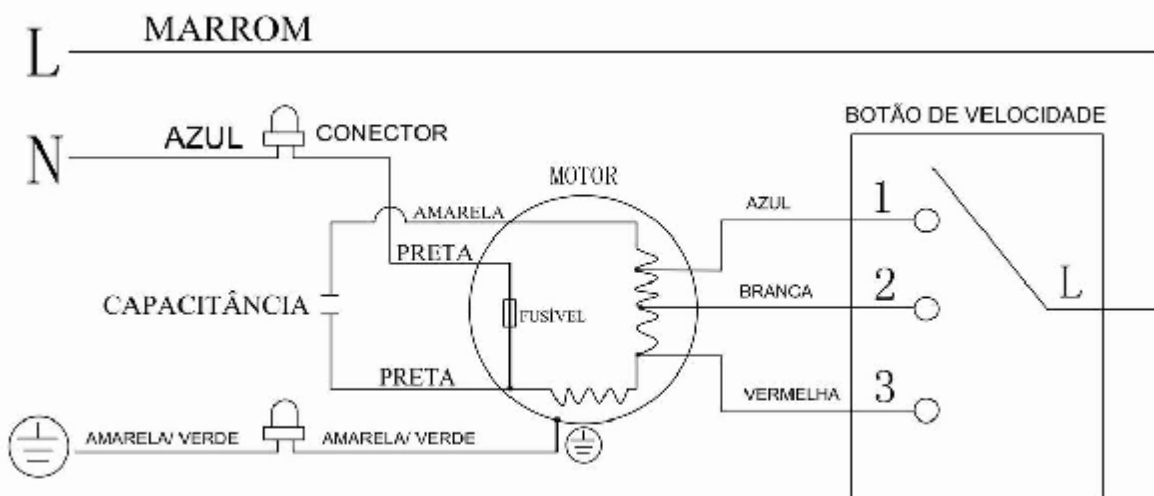 L
MARROM
N
AZUL
CONECTOR
BOTÃO DE VELOCIDADE
MOTOR
AMARELA
AZUL
1
PRETA
CAPACITÂNCIA
FUSÍVEL
BRANCA
2
L
PRETA
VERMELHA
3
AMARELA/ VERDE
AMARELA/ VERDE